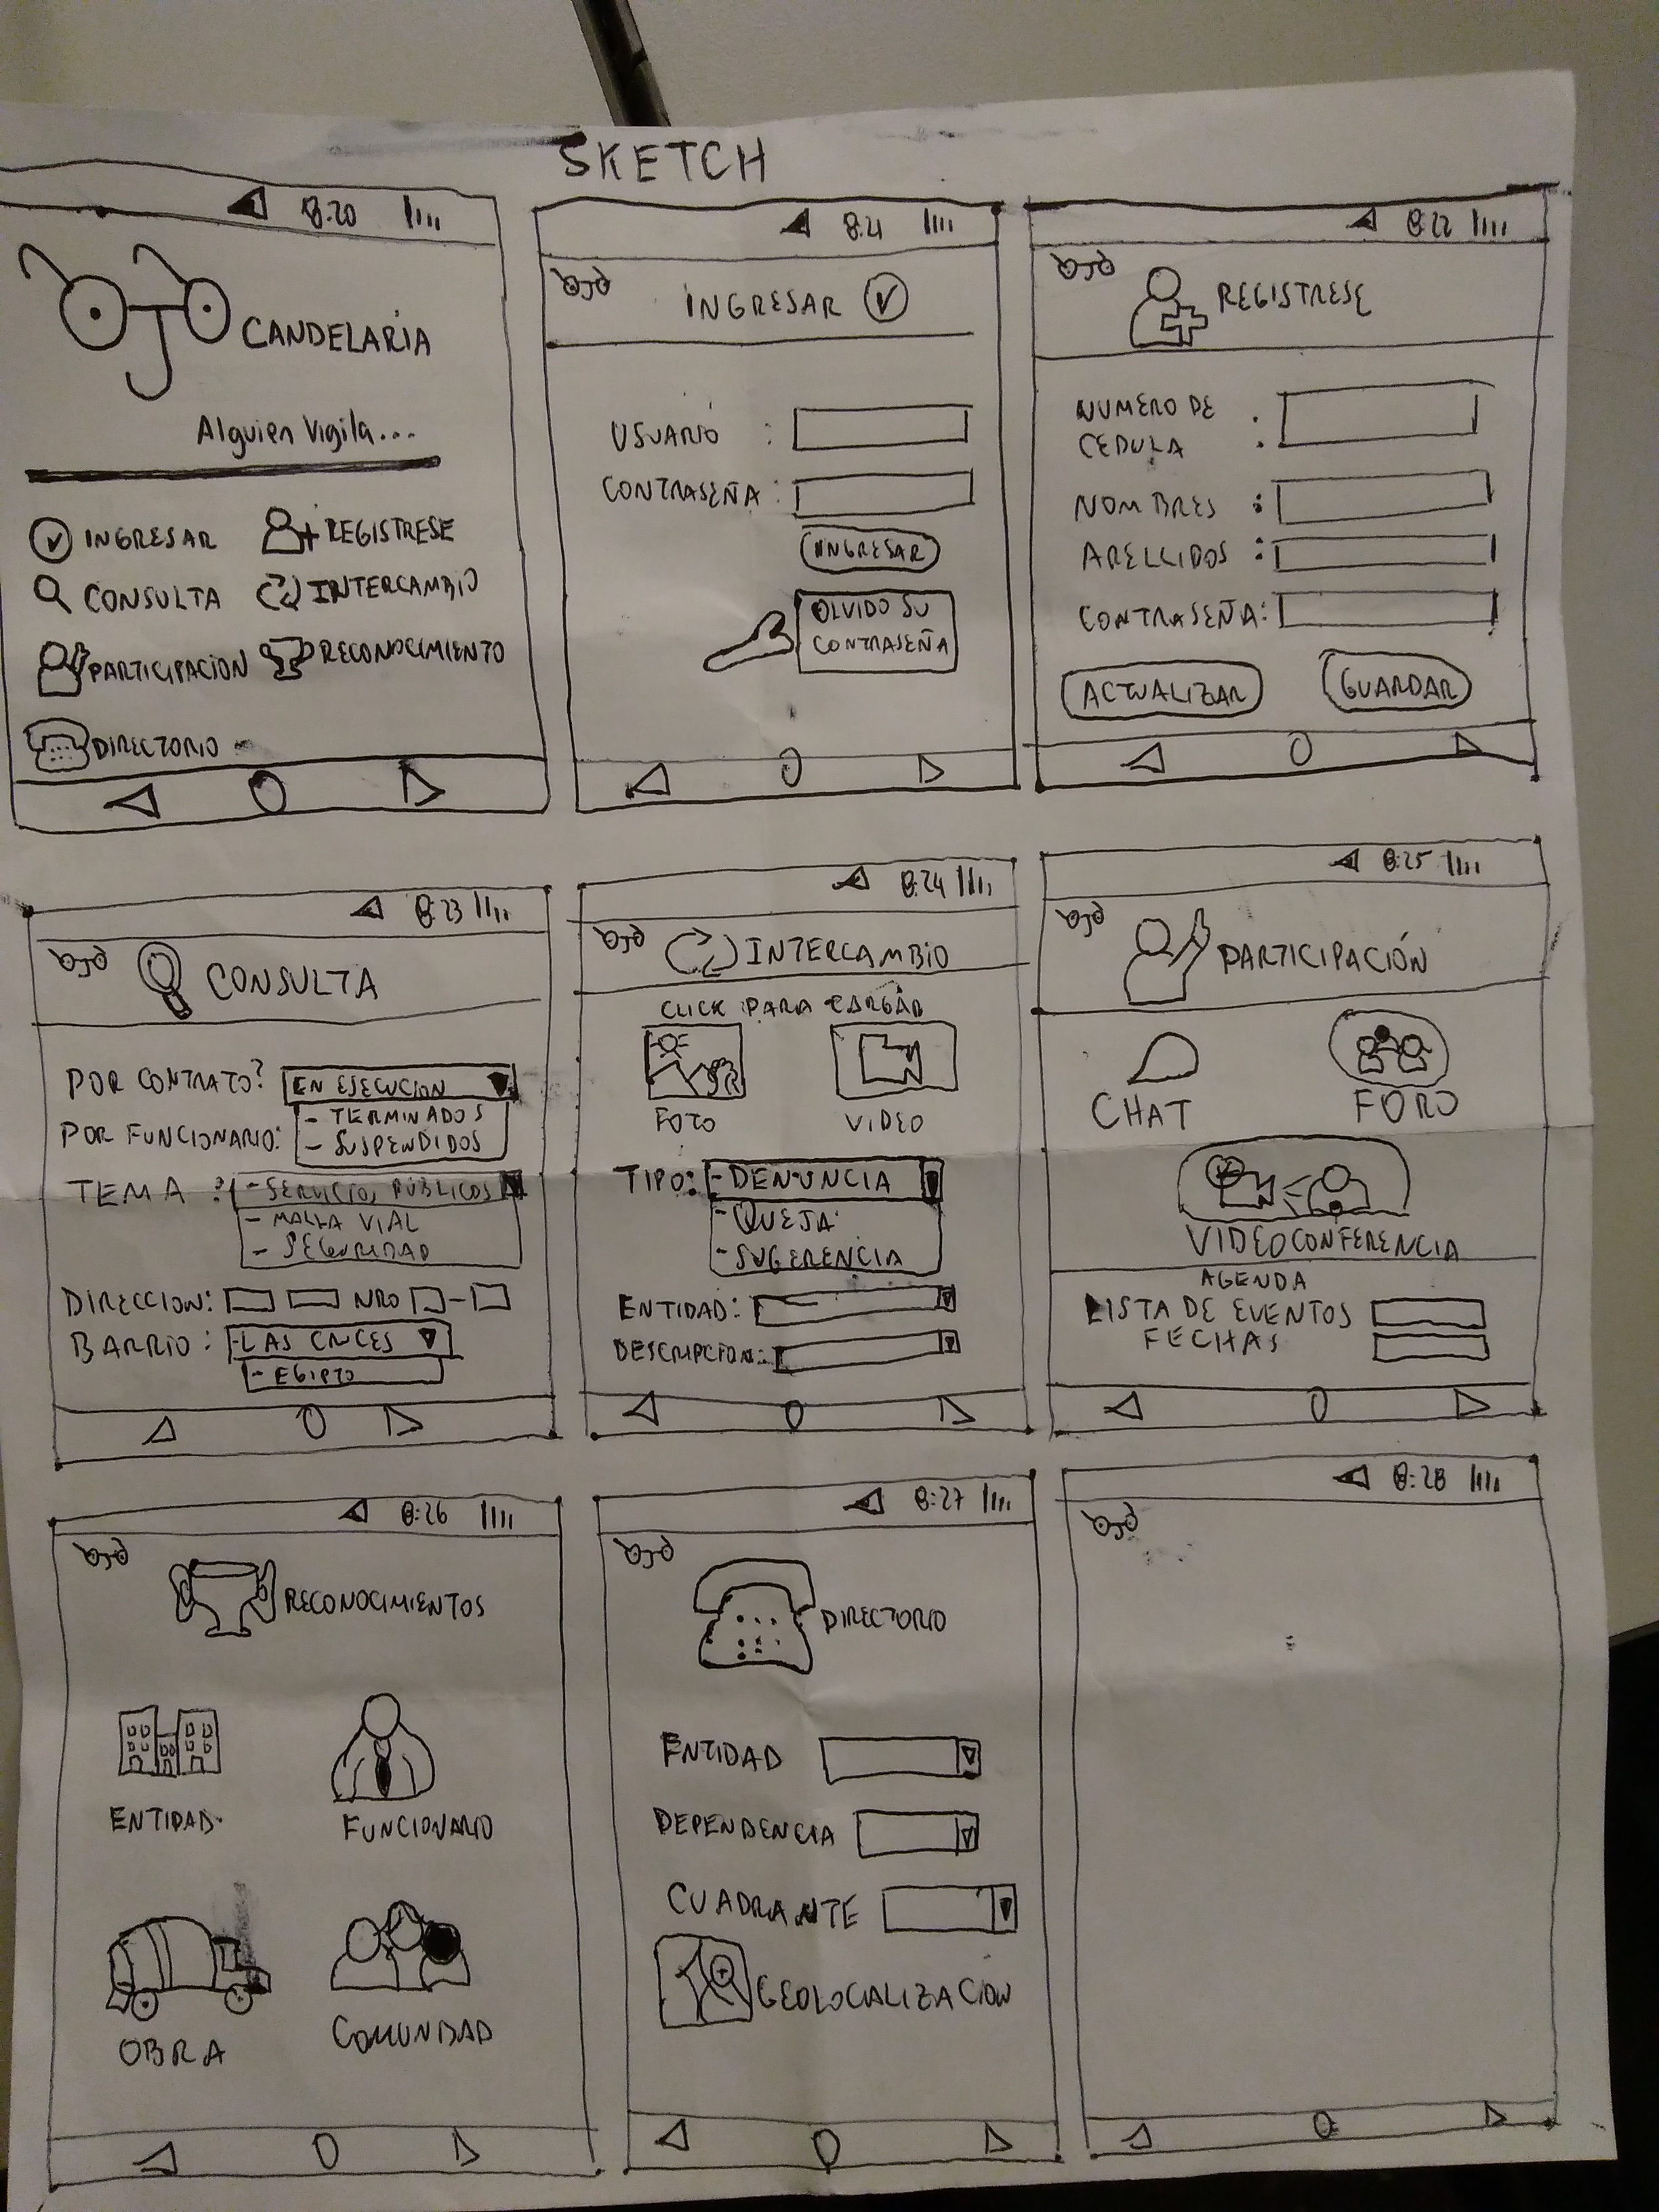 SKETCH
8:20
OJO CANDELARIA
Alguien Vigila...
INGRESAR REGISTRESE
CONSULTA INTERCAMBIO
PARTICIPACION RECONOCIMIENTO
DIRECTORIO
8:21
OJO
INGRESAR
USUARIO :
CONTRASEÑA :
INGRESAR
OLVIDO SU
CONTRASEÑA
8:22
OJO
REGISTRESE
NUMERO DE
CEDULA :
NOMBRES :
APELLIDOS :
CONTRASEÑA:
ACTUALIZAR GUARDAR
8:23
OJO
CONSULTA
POR CONTRATO? EN EJECUCION
- TERMINADOS
POR FUNCIONARIO: - SUSPENDIDOS
TEMA ? - SERVICIOS PUBLICOS
- MALLA VIAL
- SEGURIDAD
DIRECCION: NRO -
BARRIO : -LAS CRUCES
- EGIPTO
8:24
OJO
INTERCAMBIO
CLICK PARA CARGAR
FOTO VIDEO
TIPO: - DENUNCIA
- QUEJA
- SUGERENCIA
ENTIDAD:
DESCRIPCION:
8:25
OJO
PARTICIPACIÓN
CHAT FORO
VIDEOCONFERENCIA
AGENDA
LISTA DE EVENTOS
FECHAS
8:26
OJO
RECONOCIMIENTOS
ENTIDAD FUNCIONARIO
OBRA COMUNIDAD
8:27
OJO
DIRECTORIO
ENTIDAD
DEPENDENCIA
CUADRANTE
GEOLOCALIZACION
8:28
OJO